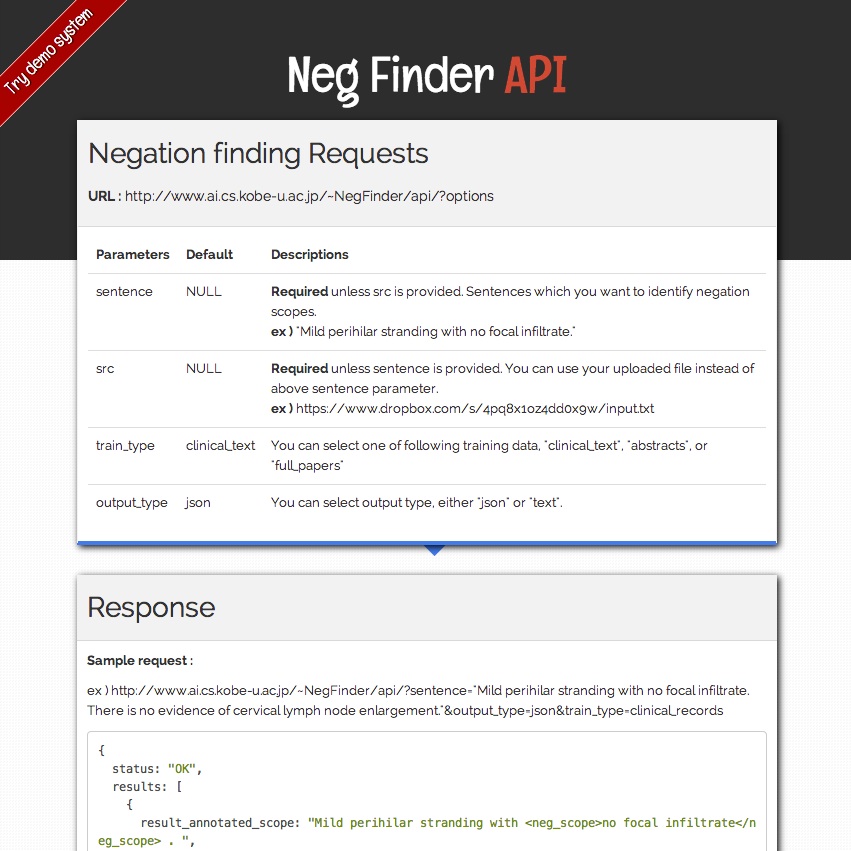 Try demo system
Neg Finder API
Negation finding Requests
URL : http://www.ai.cs.kobe-u.ac.jp/~NegFinder/api/?options
Parameters Default Descriptions
sentence NULL Required unless src is provided. Sentences which you want to identify negation
scopes.
ex ) "Mild perihilar stranding with no focal infiltrate."
src NULL Required unless sentence is provided. You can use your uploaded file instead of
above sentence parameter.
ex ) https://www.dropbox.com/s/4pq8x1oz4dd0x9w/input.txt
train_type clinical_text You can select one of following training data, "clinical_text", "abstracts", or
"full_papers"
output_type json You can select output type, either "json" or "text".
Response
Sample request :
ex ) http://www.ai.cs.kobe-u.ac.jp/~NegFinder/api/?sentence="Mild perihilar stranding with no focal infiltrate.
There is no evidence of cervical lymph node enlargement."&output_type=json&train_type=clinical_records
{
status: "OK",
results: [
{
result_annotated_scope: "Mild perihilar stranding with <neg_scope>no focal infiltrate</n
eg_scope> . ",